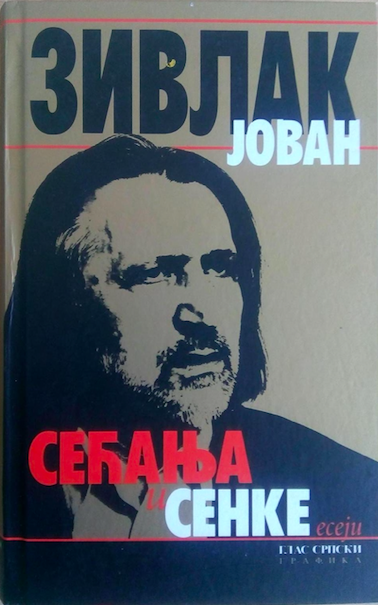 ЗИВЛАК
ЈОВАН
СЕЋАЊА
и СЕНКЕ есеји
ГЛАС СРПСКИ
ГРАФИКА